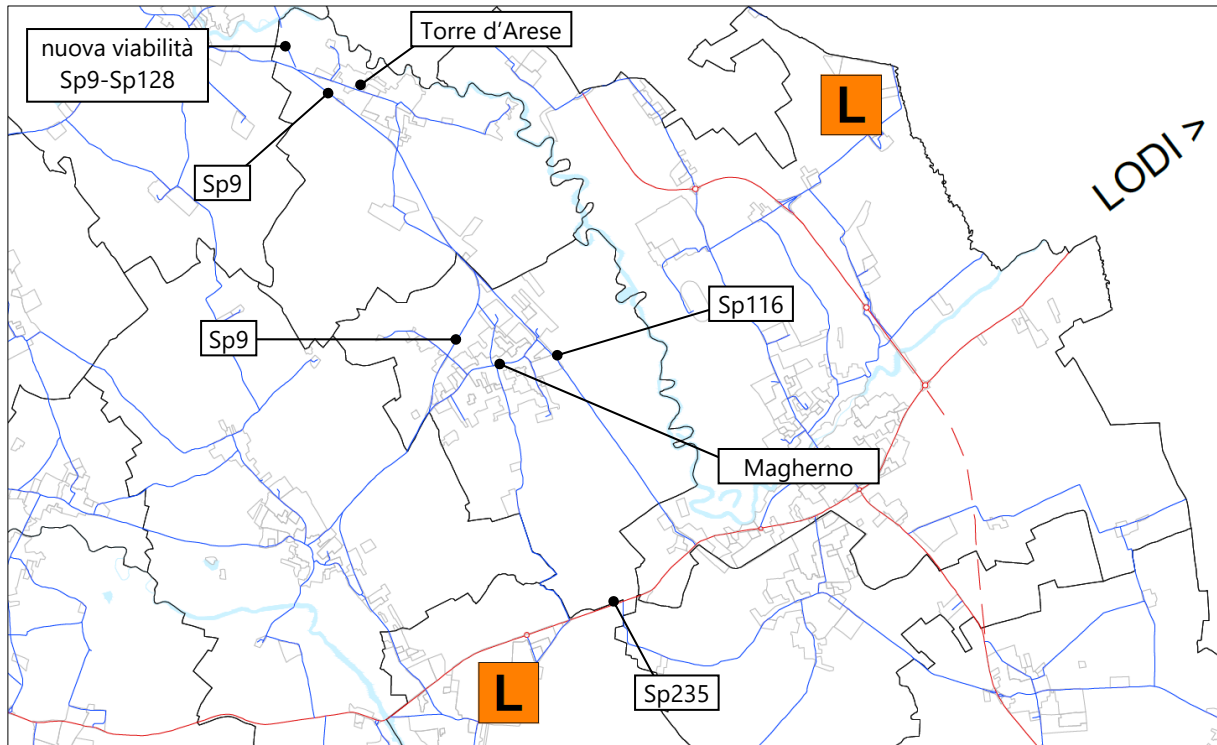 nuova viabilità
Sp9-Sp128
Torre d'Arese
L
LODI >
Sp9
Sp116
Sp9
Magherno
L
Sp235